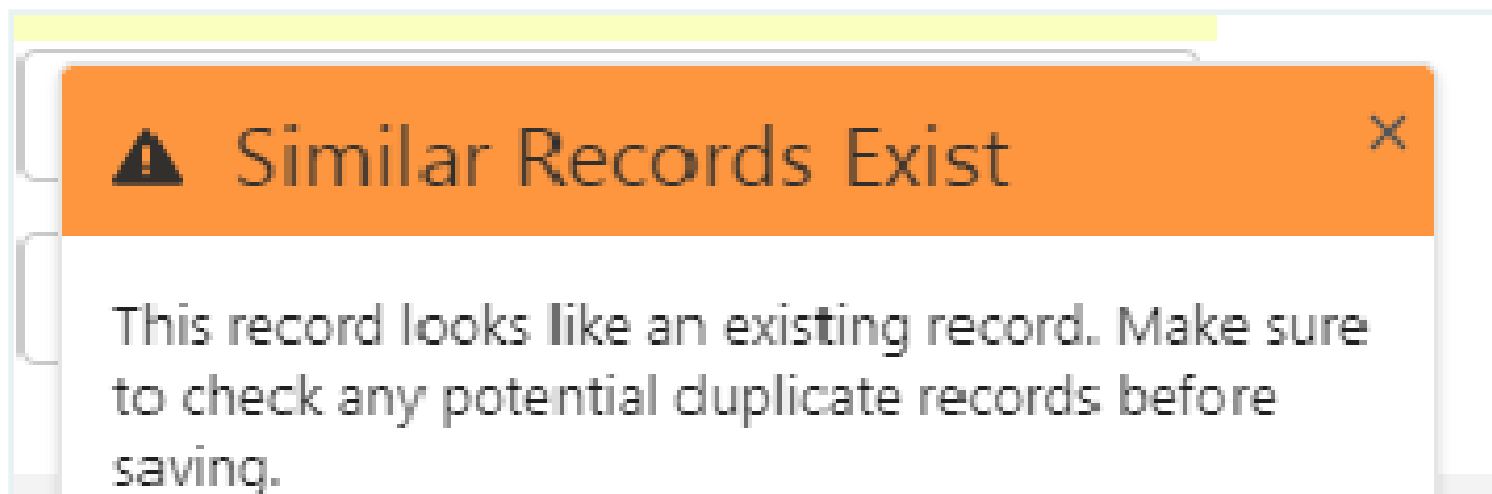 Similar Records Exist
This record looks like an existing record. Make sure
to check any potential duplicate records before
saving.